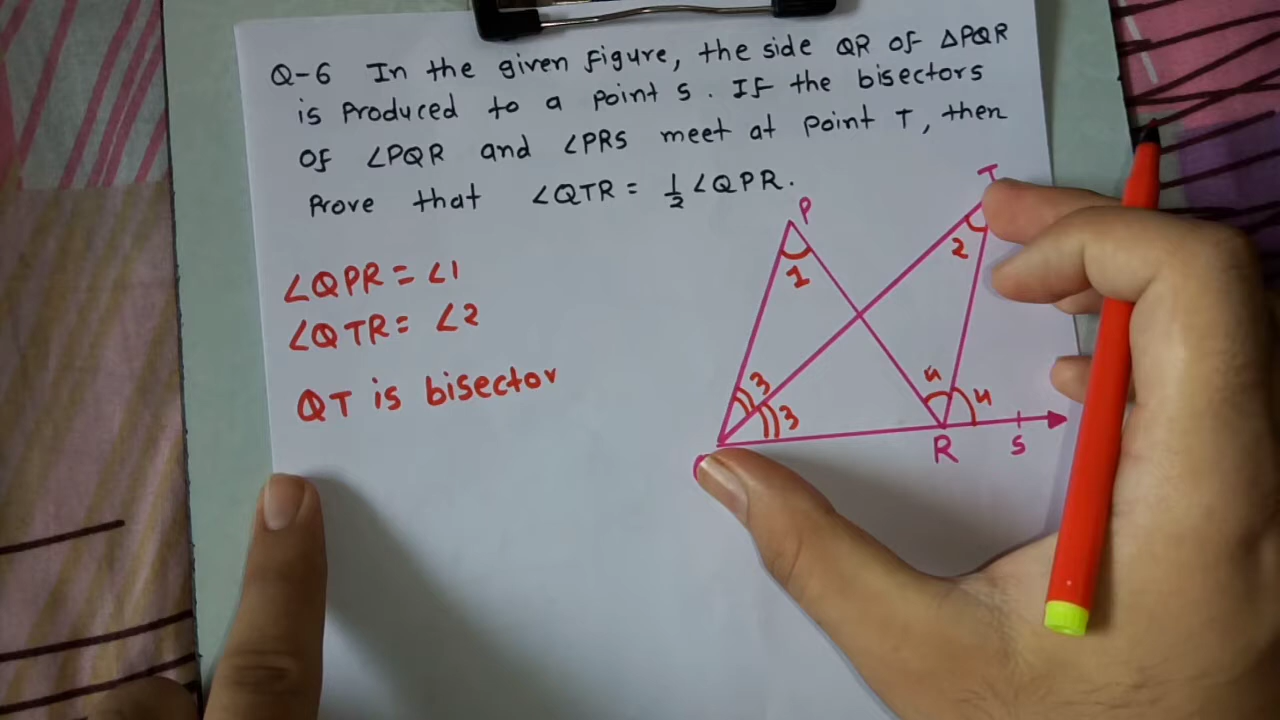 Q-6 In the given figure, the side QR of ΔPQR
is Produced to a point S. If the bisectors
of ∠PQR and ∠PRS meet at point T, then
Prove that ∠QTR = 1/2 ∠QPR.
∠QPR = ∠1
∠QTR = ∠2
QT is bisector
P
T
1
2
3
3
4
4
R
S